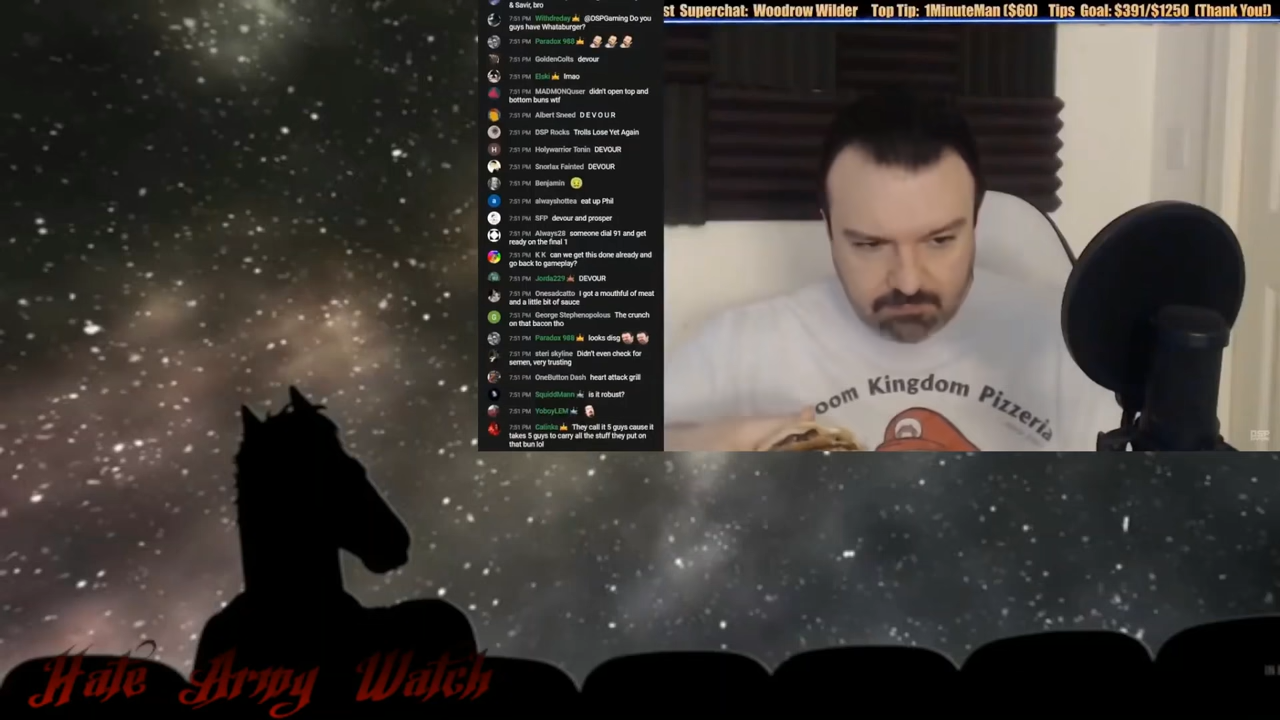 st Superchat: Woodrow Wilder Top Tip: 1MinuteMan ($60) Tips Goal: $391/$1250 (Thank You!)
& Savir, bro
7:51 PM Withdreday @DSPGaming Do you
guys have Whataburger?
7:51 PM Paradox 988
7:51 PM GoldenColts devour
7:51 PM Elski lmao
7:51 PM MADMONQuser didn't open top and
bottom buns wtf
7:51 PM Albert Sneed D E V O U R
7:51 PM DSP Rocks Trolls Lose Yet Again
7:51 PM Holywarrior Tonin DEVOUR
7:51 PM Snorlax Fainted DEVOUR
7:51 PM Benjamin
7:51 PM alwayshottea eat up Phil
7:51 PM SFP devour and prosper
7:51 PM Always28 someone dial 91 and get
ready on the final 1
7:51 PM K K can we get this done already and
go back to gameplay?
7:51 PM Jorda229 DEVOUR
7:51 PM Onesadcatto I got a mouthful of meat
and a little bit of sauce
7:51 PM George Stephenopolous The crunch
on that bacon tho
7:51 PM Paradox 988 looks disg
7:51 PM steri skyline Didn't even check for
semen, very trusting
7:51 PM OneButton Dash heart attack grill
7:51 PM SquiddMann is it robust?
7:51 PM YoboyLEM
7:51 PM Calinks They call it 5 guys cause it
takes 5 guys to carry all the stuff they put on
that bun lol
oom Kingdom Pizzeria
DSP
Hate Army Watch